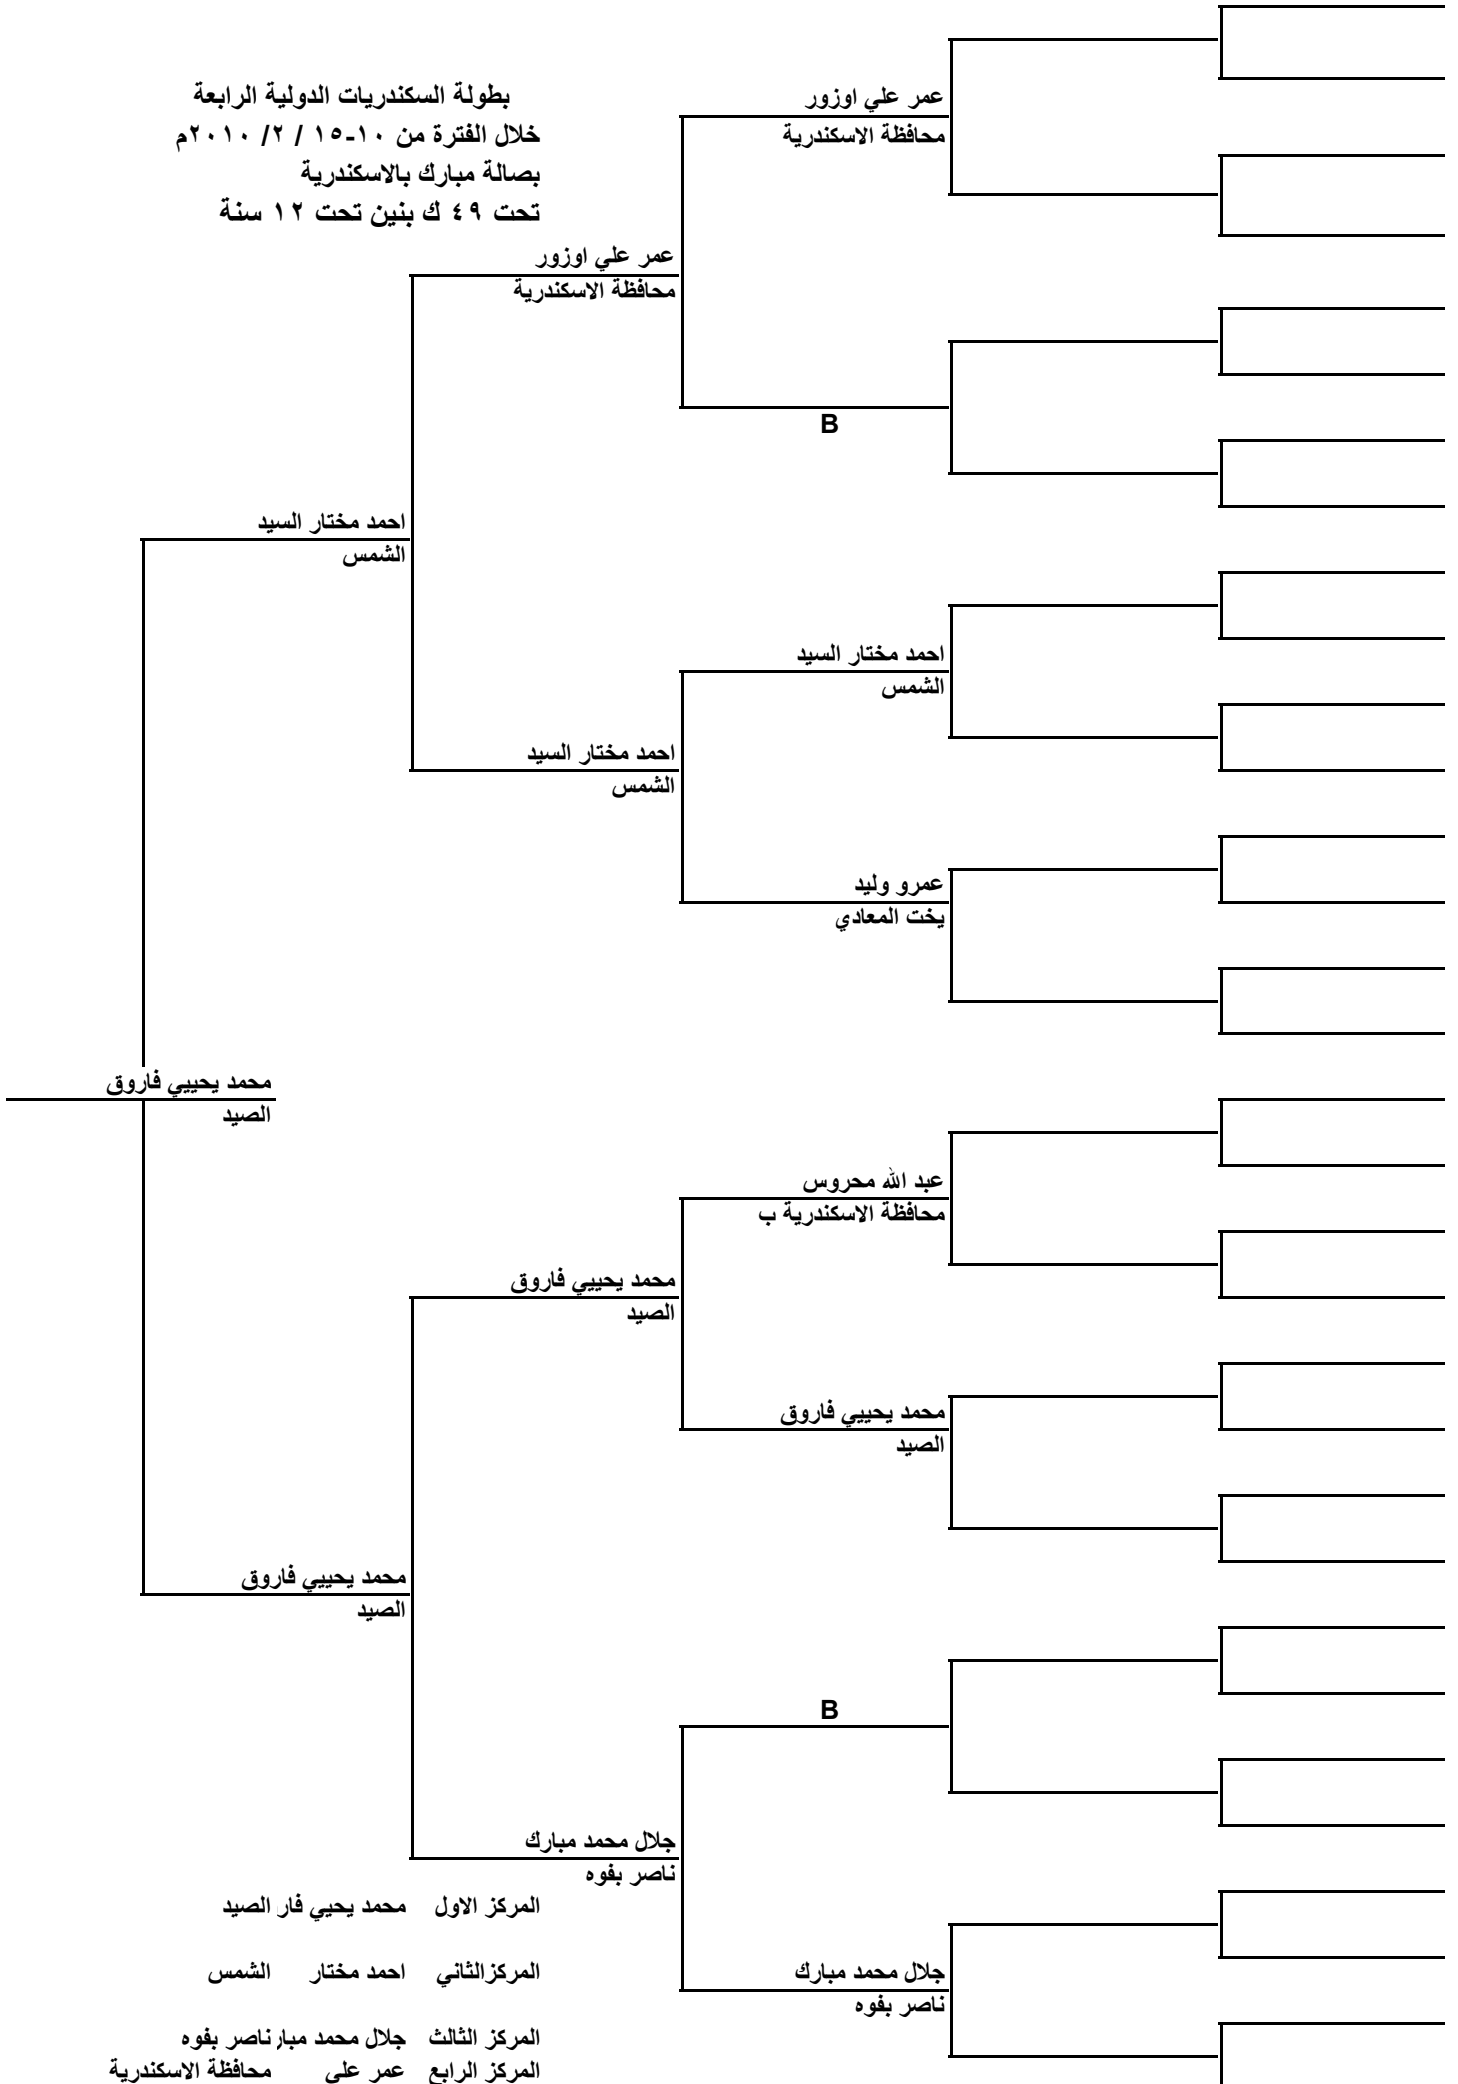 بطولة السكندريات الدولية الرابعة
خلال الفترة من ١٠-١٥ / ٢/ ٢٠١٠م
بصالة مبارك بالاسكندرية
تحت ٤٩ ك بنين تحت ١٢ سنة
عمر علي اوزور
محافظة الاسكندرية
عمر علي اوزور
محافظة الاسكندرية
B
احمد مختار السيد
الشمس
احمد مختار السيد
الشمس
احمد مختار السيد
الشمس
عمرو وليد
يخت المعادي
محمد يحييي فاروق
الصيد
عبد الله محروس
محافظة الاسكندرية ب
محمد يحييي فاروق
الصيد
محمد يحييي فاروق
الصيد
محمد يحييي فاروق
الصيد
B
جلال محمد مبارك
ناصر بفوه
جلال محمد مبارك
ناصر بفوه
المركز الاول محمد يحيي فار الصيد
المركزالثاني احمد مختار الشمس
المركز الثالث جلال محمد مبار ناصر بفوه
المركز الرابع عمر علي محافظة الاسكندرية